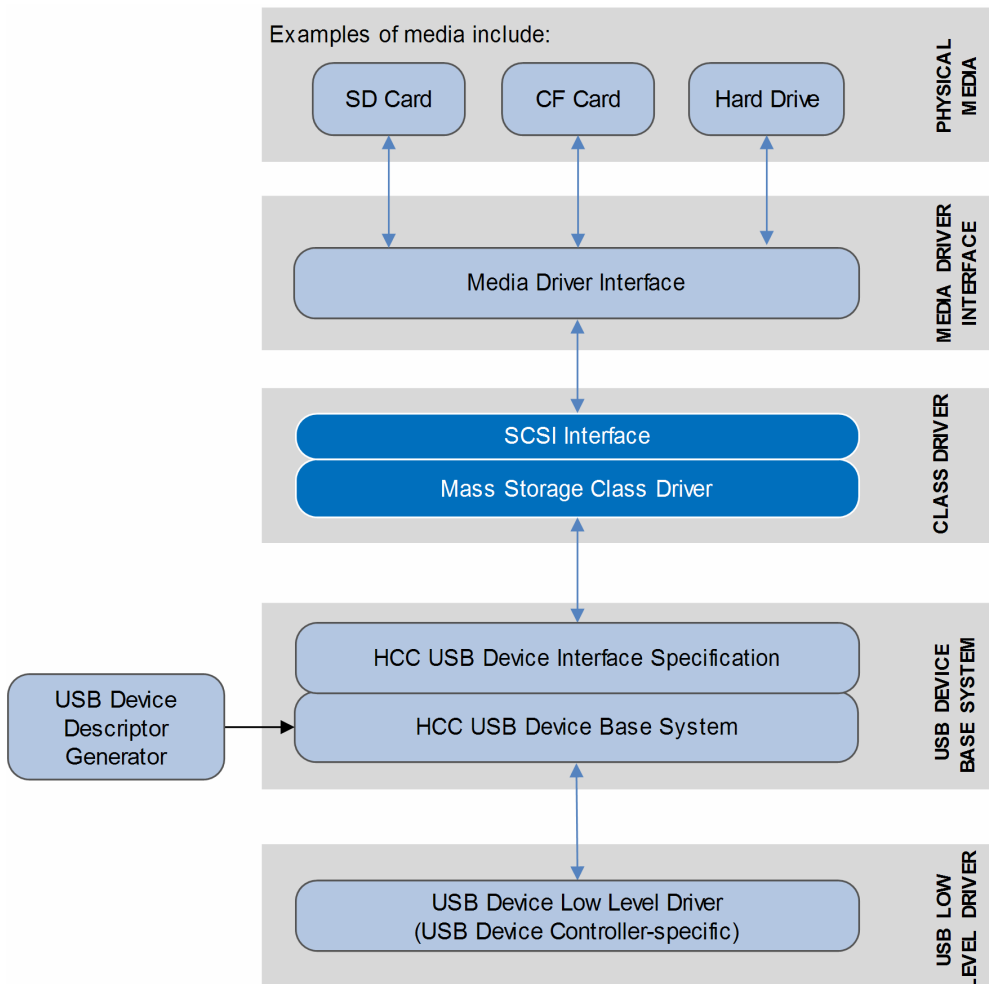 Examples of media include:
SD Card
CF Card
Hard Drive
PHYSICAL
MEDIA
Media Driver Interface
MEDIA DRIVER
INTERFACE
SCSI Interface
Mass Storage Class Driver
CLASS DRIVER
HCC USB Device Interface Specification
HCC USB Device Base System
USB DEVICE
BASE SYSTEM
USB Device
Descriptor
Generator
USB Device Low Level Driver
(USB Device Controller-specific)
USB LOW
LEVEL DRIVER